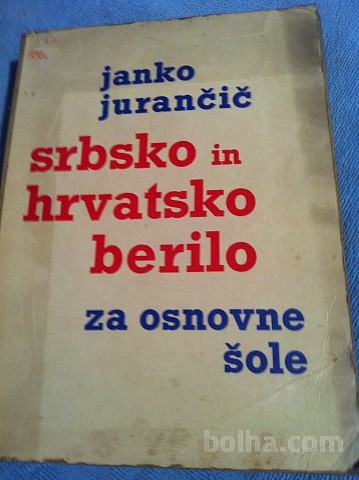 janko
jurančič
srbsko in
hrvatsko
berilo
za osnovne
šole
bolha.com